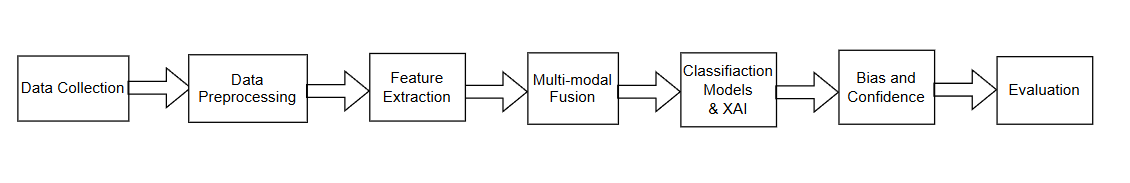 Data Collection
Data
Preprocessing
Feature
Extraction
Multi-modal
Fusion
Classifiaction
Models
& XAI
Bias and
Confidence
Evaluation